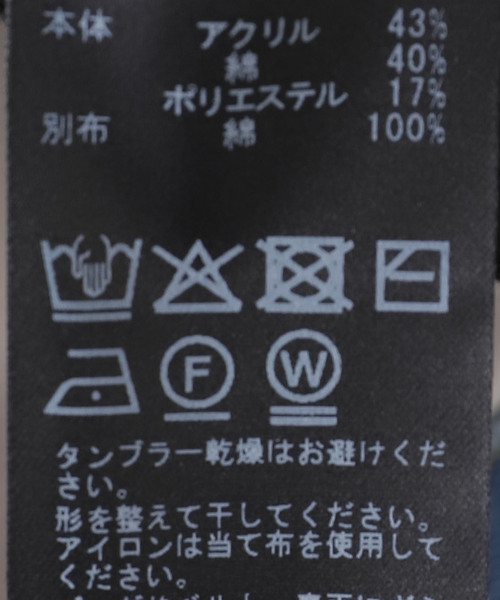 本体 アクリル 43%
綿 40%
ポリエステル 17%
別布 綿 100%
F W
タンブラー乾燥はお避けくだ
さい。
形を整えて干してください。
アイロンは当て布を使用して
ください。